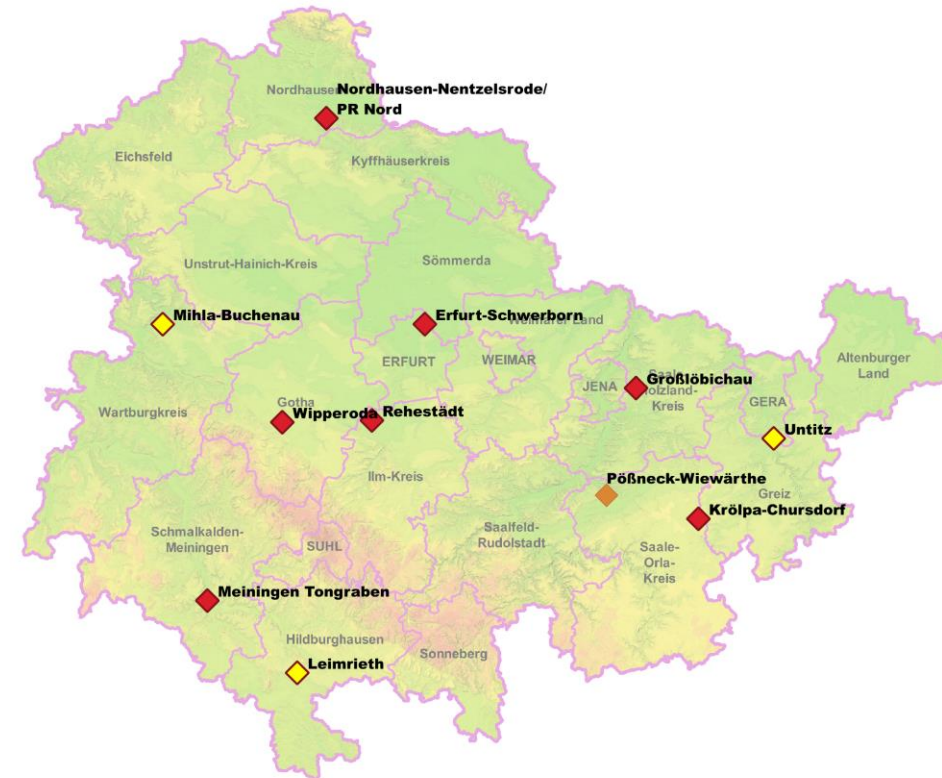 Nordhausen-Nentzelsrode/
Nordhausen
PR Nord
Eichsfeld
Kyffhäuserkreis
Unstrut-Hainich-Kreis
Sömmerda
Mihla-Buchenau
Erfurt-Schwerborn
Weimarer Land
ERFURT
WEIMAR
Altenburger
Land
JENA
Großlöbichau
Saale-
Holzland-
Kreis
GERA
Wartburgkreis
Gotha
Wipperoda
Rehestädt
Untitz
Ilm-Kreis
Pößneck-Wiewärthe
Greiz
Krölpa-Chursdorf
Schmalkalden-
Meiningen
SUHL
Saalfeld-
Rudolstadt
Saale-
Orla-
Kreis
Meiningen Tongraben
Hildburghausen
Sonneberg
Leimrieth